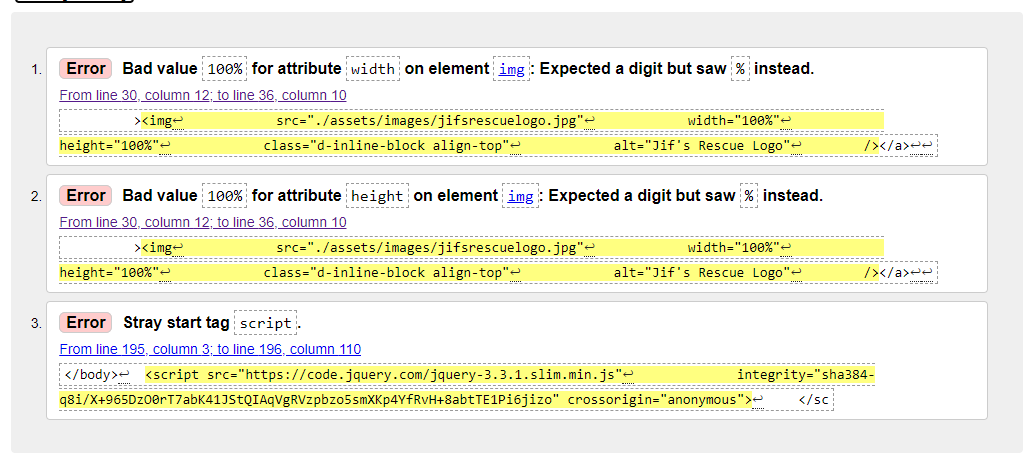 1. Error Bad value 100% for attribute width on element img: Expected a digit but saw % instead.
From line 30, column 12; to line 36, column 10
><img↩ src="./assets/images/jifsrescuelogo.jpg"↩ width="100%"↩
height="100%"↩ class="d-inline-block align-top"↩ alt="Jif's Rescue Logo"↩ /></a>↩↩
2. Error Bad value 100% for attribute height on element img: Expected a digit but saw % instead.
From line 30, column 12; to line 36, column 10
><img↩ src="./assets/images/jifsrescuelogo.jpg"↩ width="100%"↩
height="100%"↩ class="d-inline-block align-top"↩ alt="Jif's Rescue Logo"↩ /></a>↩↩
3. Error Stray start tag script.
From line 195, column 3; to line 196, column 110
</body>↩ <script src="https://code.jquery.com/jquery-3.3.1.slim.min.js"↩ integrity="sha384-
q8i/X+965DzO0rT7abK41JStQIAqVgRVzpbzo5smXKp4YfRvH+8abtTE1Pi6jizo" crossorigin="anonymous">↩ </sc